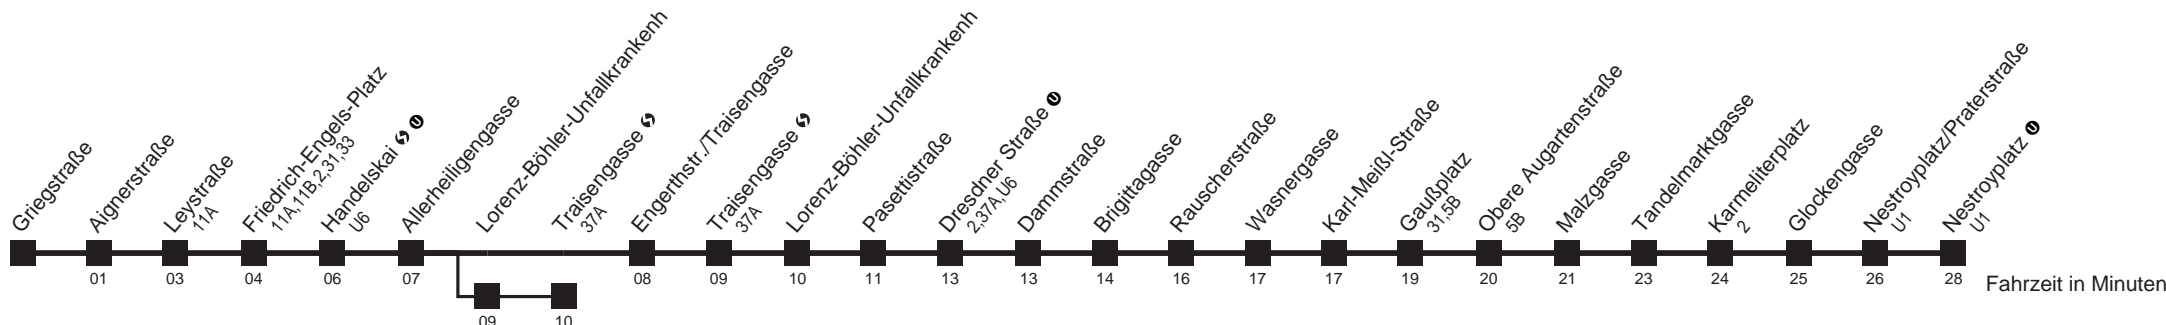 Griegstraße
Aignerstraße
01
Leystraße
11A
03
Friedrich-Engels-Platz
11A,11B,2,31,33
04
Handelskai
U6
06
Allerheiligengasse
07
Lorenz-Böhler-Unfallkrankenh
09
Traisengasse
37A
10
Engerthstr./Traisengasse
08
Traisengasse
37A
09
Lorenz-Böhler-Unfallkrankenh
10
Pasettistraße
11
Dresdner Straße U
2,37A,U6
13
Dammstraße
13
Brigittagasse
14
Rauscherstraße
16
Wasnergasse
17
Karl-Meißl-Straße
17
Gaußplatz
31,5B
19
Obere Augartenstraße
5B
20
Malzgasse
21
Tandelmarktgasse
23
Karmeliterplatz
2
24
Glockengasse
25
Nestroyplatz/Praterstraße
U1
26
Nestroyplatz U
U1
28
Fahrzeit in Minuten